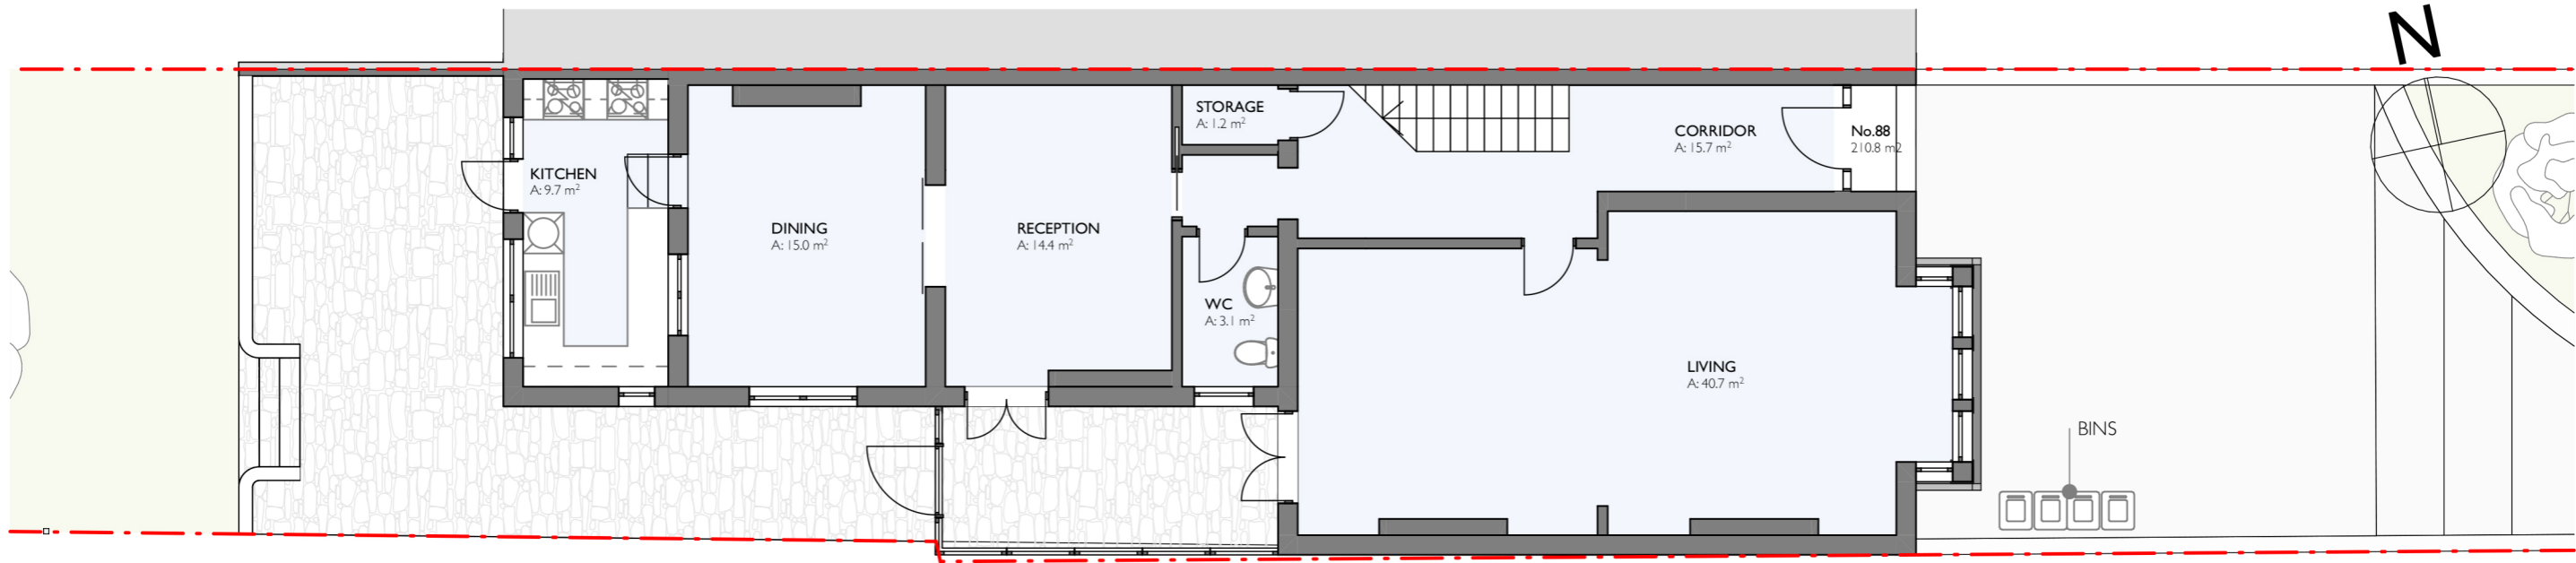 N
STORAGE
A: 1.2 m²
CORRIDOR
A: 15.7 m²
No.88
210.8 m2
KITCHEN
A: 9.7 m²
DINING
A: 15.0 m²
RECEPTION
A: 14.4 m²
WC
A: 3.1 m²
LIVING
A: 40.7 m²
BINS